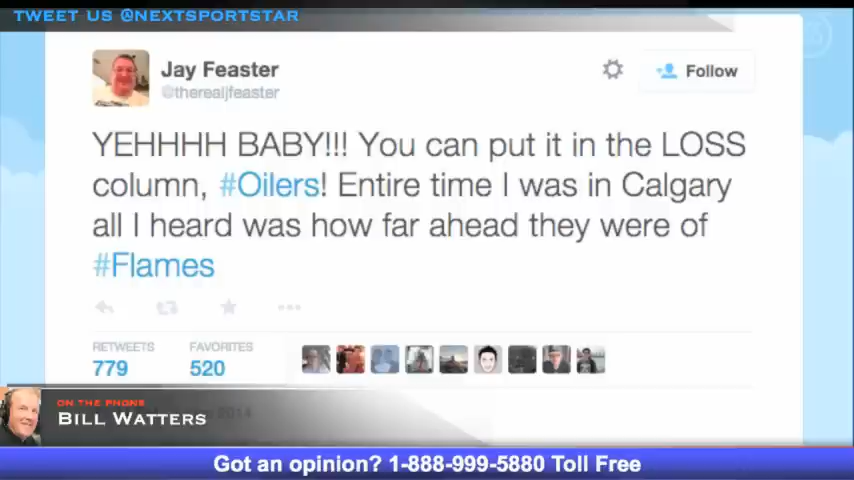 TWEET US @NEXTSPORTSTAR
Jay Feaster
@therealjfeaster
Follow
YEHHHH BABY!!! You can put it in the LOSS
column, #Oilers! Entire time I was in Calgary
all I heard was how far ahead they were of
#Flames
RETWEETS FAVORITES
779 520
2014
ON THE PHONE
BILL WATTERS
Got an opinion? 1-888-999-5880 Toll Free